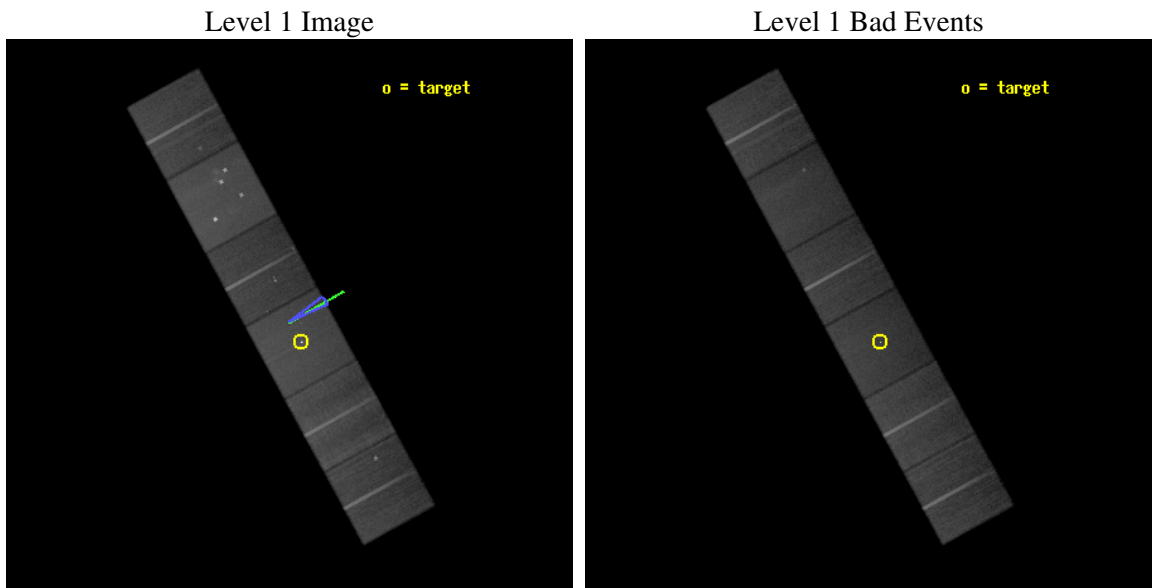 Level 1 Image
Level 1 Bad Events
o = target
o = target